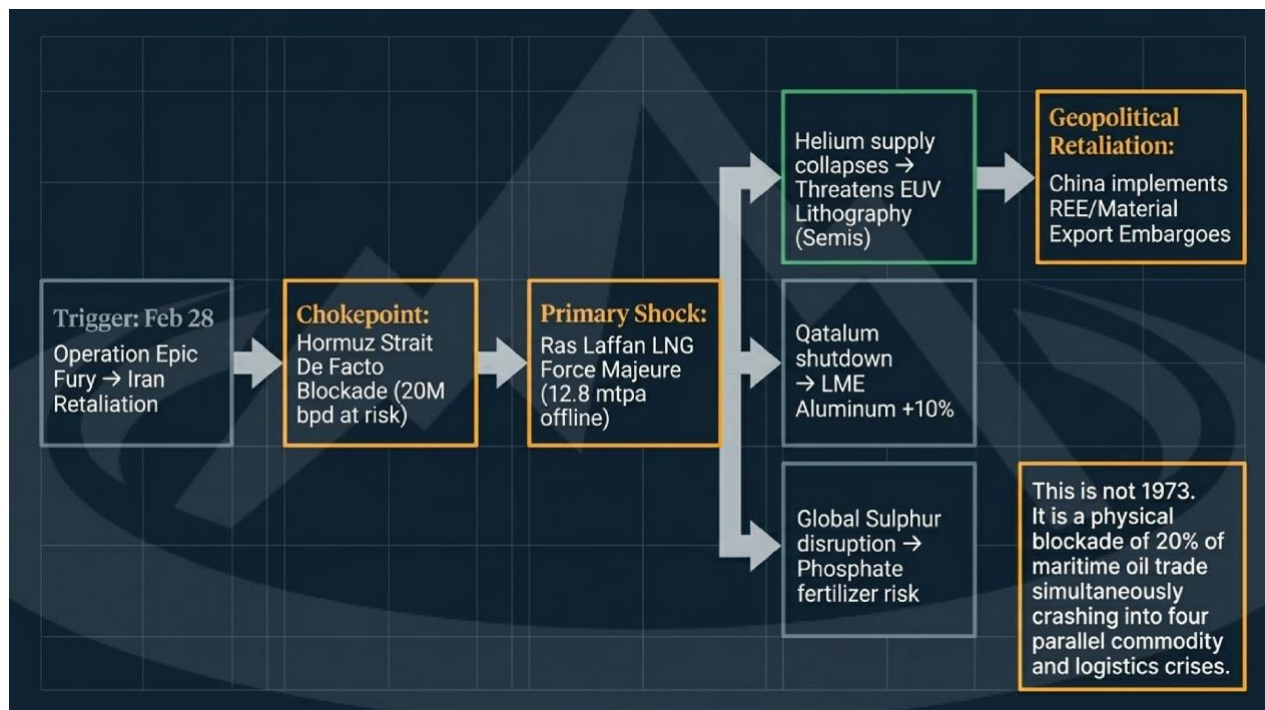 Trigger: Feb 28
Operation Epic
Fury → Iran
Retaliation
Chokepoint:
Hormuz Strait
De Facto
Blockade (20M
bpd at risk)
Primary Shock:
Ras Laffan LNG
Force Majeure
(12.8 mtpa
offline)
Helium supply
collapses →
Threatens EUV
Lithography
(Semis)
Geopolitical
Retaliation:
China implements
REE/Material
Export Embargoes
Qatalum
shutdown
→ LME
Aluminum +10%
Global Sulphur
disruption →
Phosphate
fertilizer risk
This is not 1973.
It is a physical
blockade of 20% of
maritime oil trade
simultaneously
crashing into four
parallel commodity
and logistics crises.